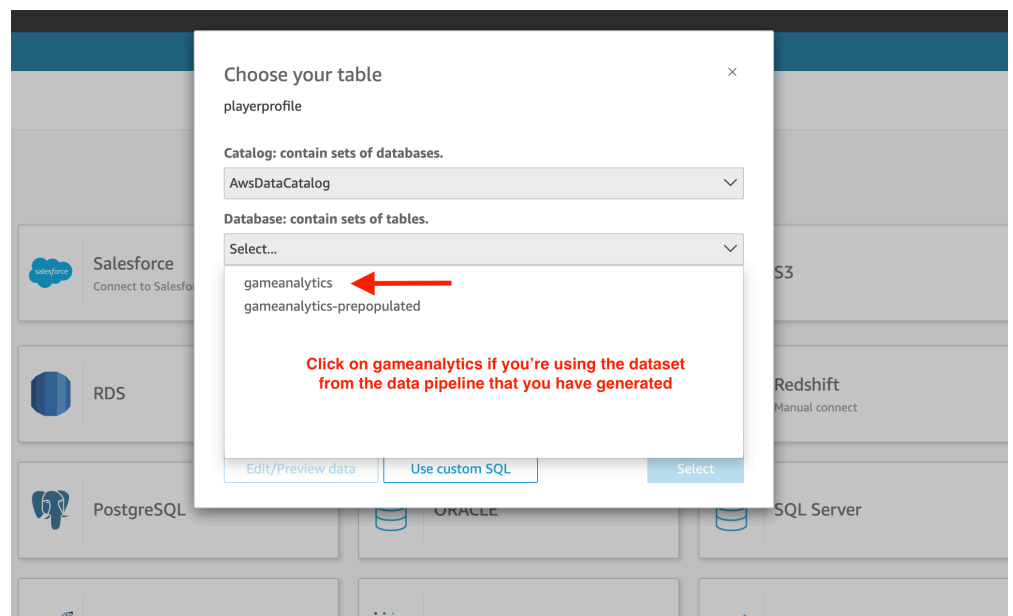 Choose your table
×
playerprofile
Catalog: contain sets of databases.
AwsDataCatalog
Database: contain sets of tables.
Select...
gameanalytics
gameanalytics-prepopulated
Click on gameanalytics if you're using the dataset
from the data pipeline that you have generated
Edit/Preview data
Use custom SQL
Select
salesforce
Salesforce
Connect to Salesfo
S3
RDS
Redshift
Manual connect
PostgreSQL
ORACLE
SQL Server